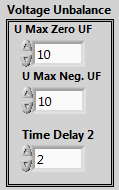 Voltage Unbalance
U Max Zero UF
10
U Max Neg. UF
10
Time Delay 2
2